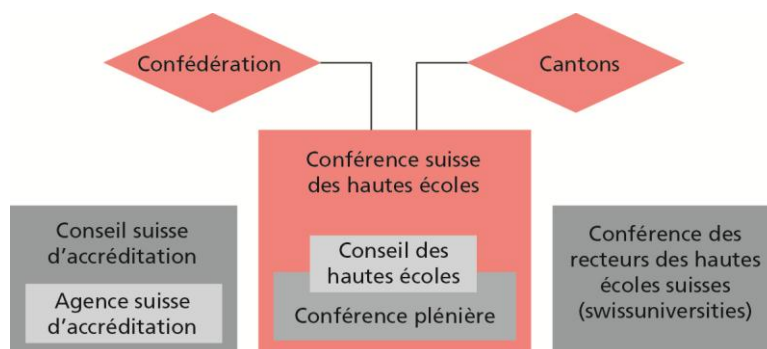 Confédération
Cantons
Conférence suisse
des hautes écoles
Conseil des
hautes écoles
Conférence plénière
Conseil suisse
d'accréditation
Agence suisse
d'accréditation
Conférence des
recteurs des hautes
écoles suisses
(swissuniversities)